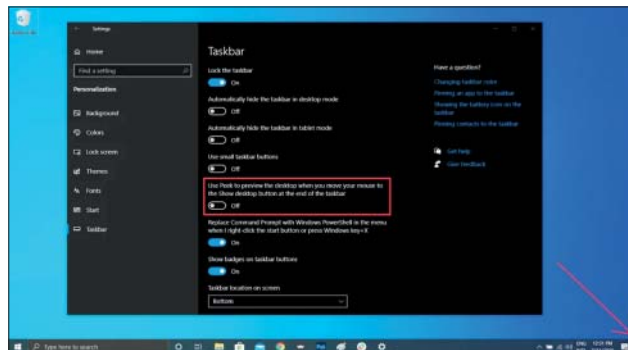 Settings
Home
Find a setting
Personalization
Background
Colors
Lock screen
Themes
Fonts
Start
Taskbar
Taskbar
Lock the taskbar
On
Automatically hide the taskbar in desktop mode
Off
Automatically hide the taskbar in tablet mode
Off
Use small taskbar buttons
Off
Use Peek to preview the desktop when you move your mouse to
the Show desktop button at the end of the taskbar
Off
Replace Command Prompt with Windows PowerShell in the menu
when I right-click the start button or press Windows key+X
On
Show badges on taskbar buttons
On
Taskbar location on screen
Bottom
Have a question?
Changing taskbar color
Pinning an app to the taskbar
Showing the battery icon on the
taskbar
Pinning contacts to the taskbar
Get help
Give feedback
Type here to search
ENG
12:01 PM